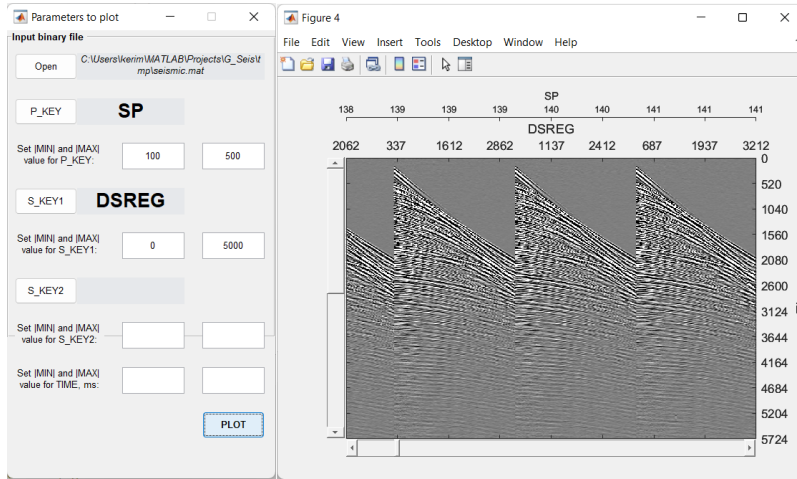 Parameters to plot
Input binary file
Open
C:\Users\kerim\MATLAB\Projects\G_Seis\t
mp\seismic.mat
P_KEY
SP
Set |MIN| and |MAX|
value for P_KEY:
100
500
S_KEY1
DSREG
Set |MIN| and |MAX|
value for S_KEY1:
0
5000
S_KEY2
Set |MIN| and |MAX|
value for S_KEY2:
Set |MIN| and |MAX|
value for TIME, ms:
PLOT
Figure 4
File Edit View Insert Tools Desktop Window Help
SP
138 139 139 139 140 140 141 141 141
DSREG
2062 337 1612 2862 1137 2412 687 1937 3212
0
520
1040
1560
2080
2600
3124
3644
4164
4684
5204
5724